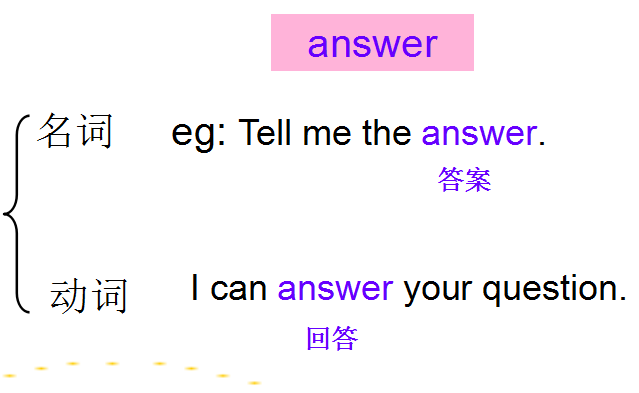 answer
名词 eg: Tell me the answer.
答案
动词 I can answer your question.
回答